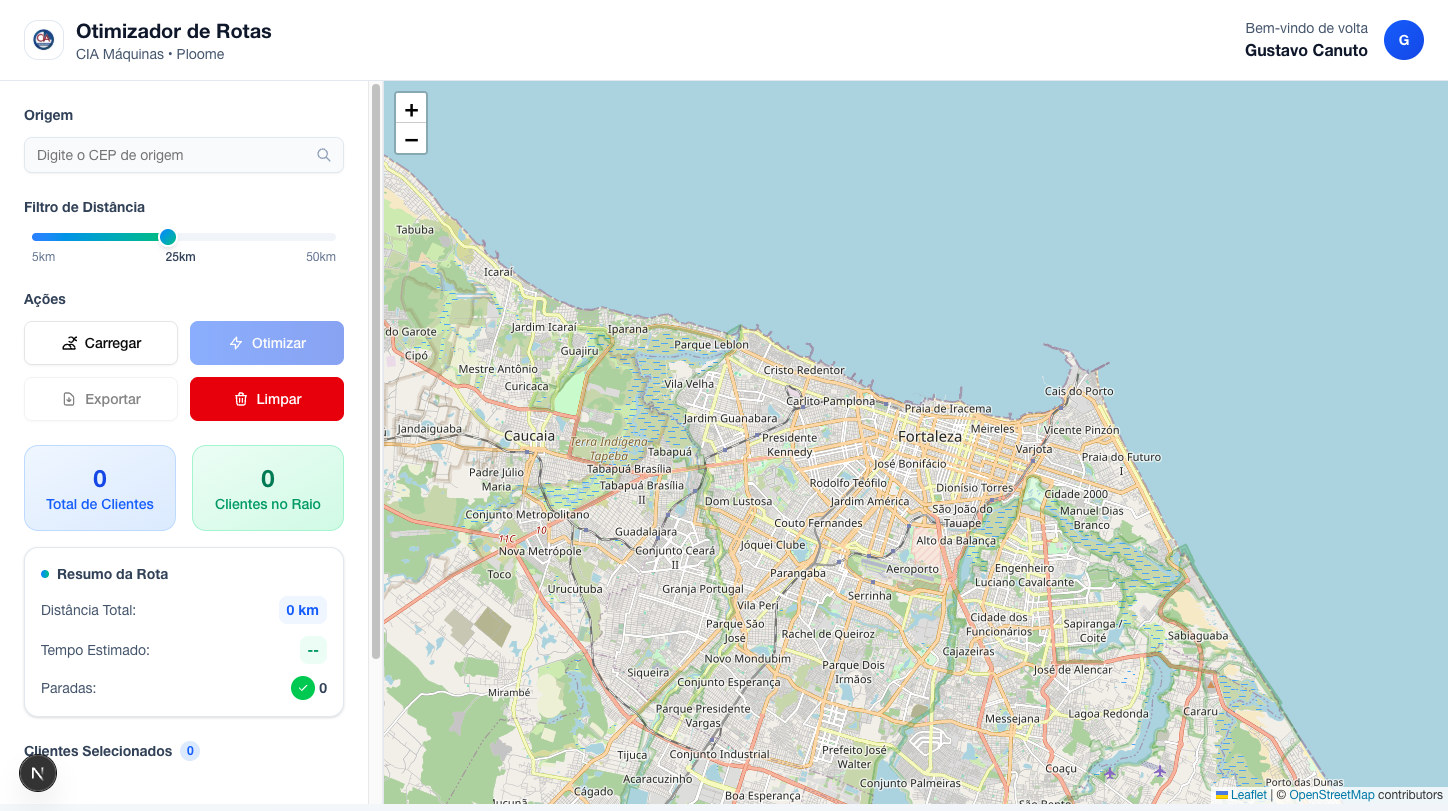 Otimizador de Rotas
CIA Máquinas • Ploome
Bem-vindo de volta
Gustavo Canuto
G
Origem
Digite o CEP de origem
Filtro de Distância
5km
25km
50km
Ações
Carregar
Otimizar
Exportar
Limpar
0
Total de Clientes
0
Clientes no Raio
Resumo da Rota
Distância Total:
0 km
Tempo Estimado:
--
Paradas:
0
Clientes Selecionados
0
N
+
−
Tabuba
Icaraí
do Garote
Jardim Icaraí
Iparana
Cipó
Guajiru
Parque Leblon
Mestre Antônio
Cristo Redentor
Curicaca
Vila Velha
Cais do Porto
Carlito-Pamplona
Praia de Iracema
Jardim Guanabara
Jandaiguaba
Caucaia
Terra Indígena
Tapeba
Presidente
Kennedy
Fortaleza
Meireles
Vicente Pinzón
Tabapuá
Varjota
Praia do Futuro
I
Padre Júlio
Maria
Tabapuá Brasília
José Bonifácio
Tabapuá Brasília
II
Rodolfo Teófilo
Dionisio Torres
Cidade 2000
Dom Lustosa
Jardim América
São João do
Tauape
Manuel Dias
Branco
Conjunto Metropolitano
Couto Fernandes
11C
10
Guadalajara
Alto da Balança
Nova Metrópole
Conjunto Ceará
II
Jóquei Clube
Toco
Parangaba
Aeroporto
Engenheiro
Luciano Cavalcante
Urucutuba
Granja Portugal
Serrinha
Vila Peri
Cidade dos
Funcionários
Parque São
José
Rachel de Queiroz
Sapiranga /
Coité
Sabiaguaba
Novo Mondubim
Cajazeiras
Siqueira
Parque Dois
Irmãos
José de Alencar
Mirambé
Conjunto Esperança
Parque Presidente
Vargas
Messejana
Lagoa Redonda
Cararu
Tijuca
Conjunto Industrial
Prefeito José
Walter
Coaçu
Acaracuzinho
Conjunto Palmeiras
Porto das Dunas
Cágado
Boa Esperança
Leaflet | © OpenStreetMap contributors